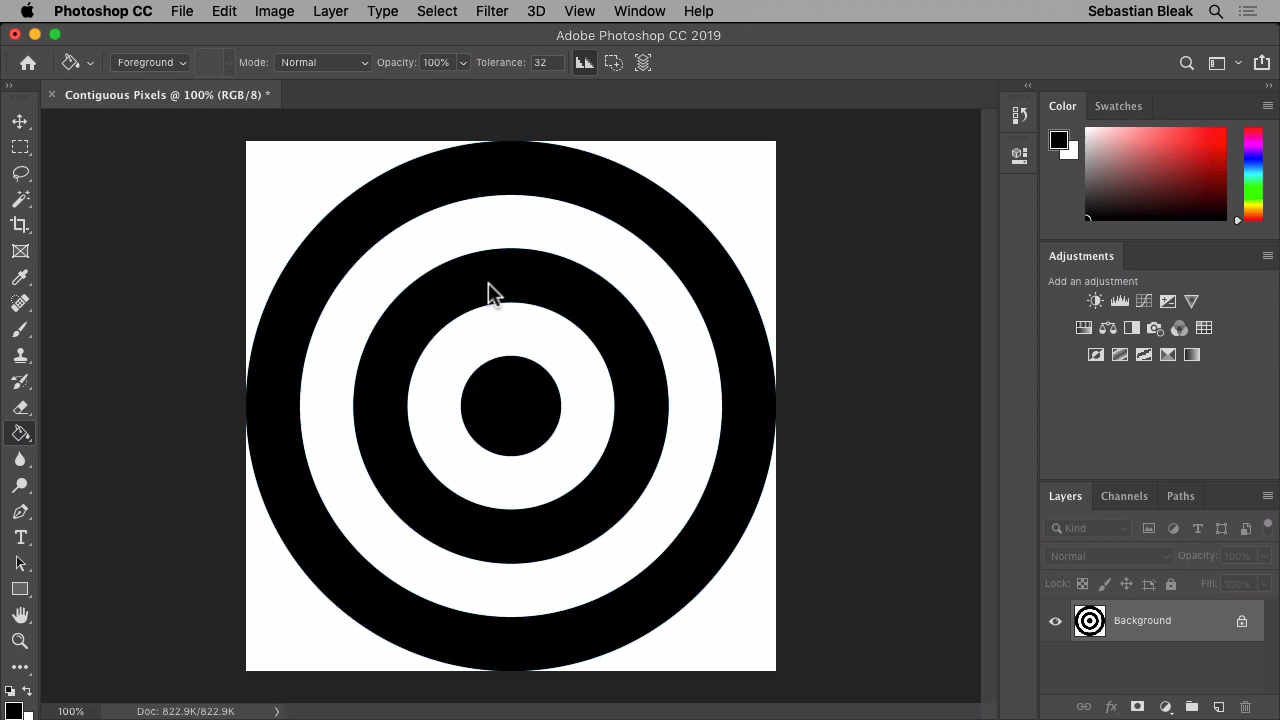 Photoshop CC File Edit Image Layer Type Select Filter 3D View Window Help Sebastian Bleak
Adobe Photoshop CC 2019
Foreground Mode: Normal Opacity: 100% Tolerance: 32
Contiguous Pixels @ 100% (RGB/8) *
Color Swatches
Adjustments
Add an adjustment
Layers Channels Paths
Kind
Normal Opacity: 100%
Lock: Fill: 100%
Background
100% Doc: 822.9K/822.9K